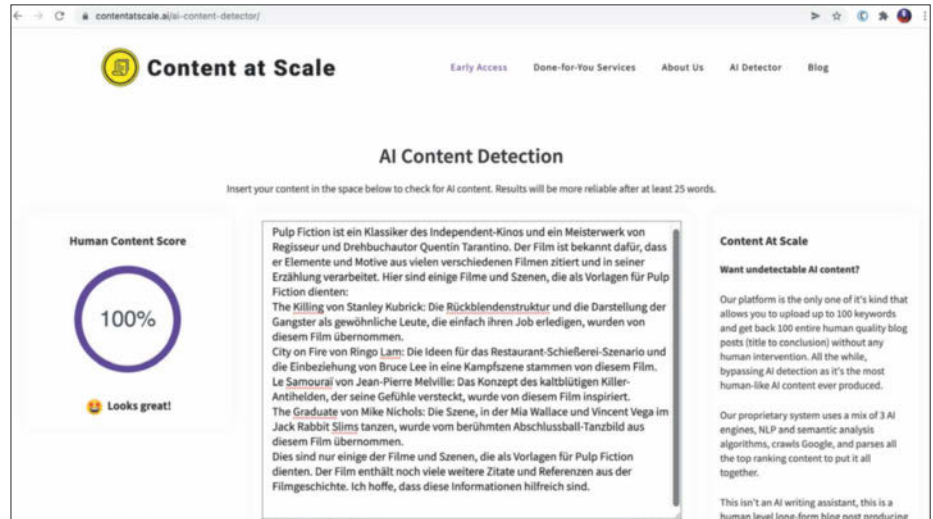 contentatscale.ai/ai-content-detector/
Content at Scale
Early Access Done-for-You Services About Us AI Detector Blog
AI Content Detection
Insert your content in the space below to check for AI content. Results will be more reliable after at least 25 words.
Human Content Score
100%
Looks great!
Pulp Fiction ist ein Klassiker des Independent-Kinos und ein Meisterwerk von
Regisseur und Drehbuchautor Quentin Tarantino. Der Film ist bekannt dafür, dass
er Elemente und Motive aus vielen verschiedenen Filmen zitiert und in seiner
Erzählung verarbeitet. Hier sind einige Filme und Szenen, die als Vorlagen für Pulp
Fiction dienten:
The Killing von Stanley Kubrick: Die Rückblendenstruktur und die Darstellung der
Gangster als gewöhnliche Leute, die einfach ihren Job erledigen, wurden von
diesem Film übernommen.
City on Fire von Ringo Lam: Die Ideen für das Restaurant-Schießerei-Szenario und
die Einbeziehung von Bruce Lee in eine Kampfszene stammen von diesem Film.
Le Samouraï von Jean-Pierre Melville: Das Konzept des kaltblütigen Killer-
Antihelden, der seine Gefühle versteckt, wurde von diesem Film inspiriert.
The Graduate von Mike Nichols: Die Szene, in der Mia Wallace und Vincent Vega im
Jack Rabbit Slims tanzen, wurde vom berühmten Abschlussball-Tanzbild aus
diesem Film übernommen.
Dies sind nur einige der Filme und Szenen, die als Vorlagen für Pulp Fiction
dienten. Der Film enthält noch viele weitere Zitate und Referenzen aus der
Filmgeschichte. Ich hoffe, dass diese Informationen hilfreich sind.
Content At Scale
Want undetectable AI content?
Our platform is the only one of it's kind that
allows you to upload up to 100 keywords
and get back 100 entire human quality blog
posts (title to conclusion) without any
human intervention. All the while,
bypassing AI detection as it's the most
human-like AI content ever produced.
Our proprietary system uses a mix of 3 AI
engines, NLP and semantic analysis
algorithms, crawls Google, and parses all
the top ranking content to put it all
together.
This isn't an AI writing assistant, this is a
human level long-form blog post producing